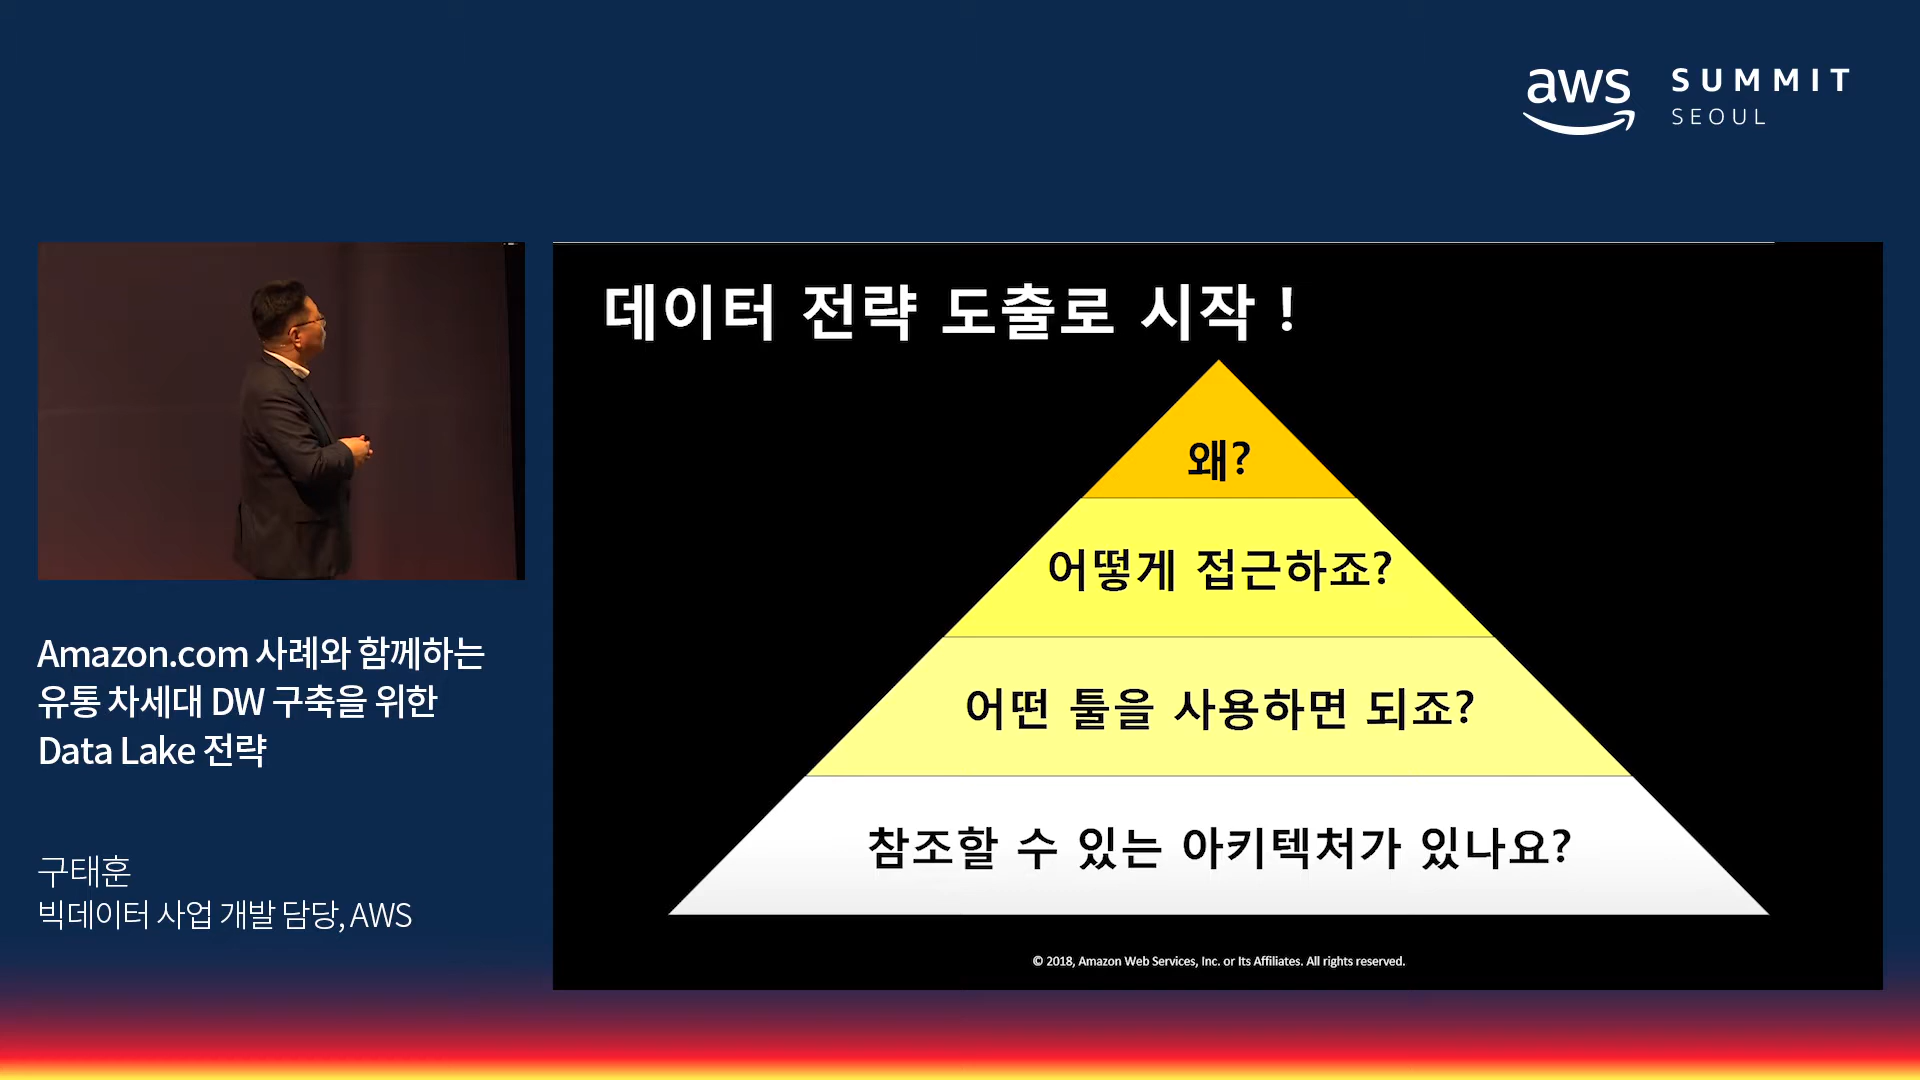 aws
SUMMIT
SEOUL
데이터 전략 도출로 시작 !
왜?
어떻게 접근하죠?
어떤 툴을 사용하면 되죠?
참조할 수 있는 아키텍처가 있나요?
© 2018, Amazon Web Services, Inc. or Its Affiliates. All rights reserved.
Amazon.com 사례와 함께하는
유통 차세대 DW 구축을 위한
Data Lake 전략
구태훈
빅데이터 사업 개발 담당, AWS